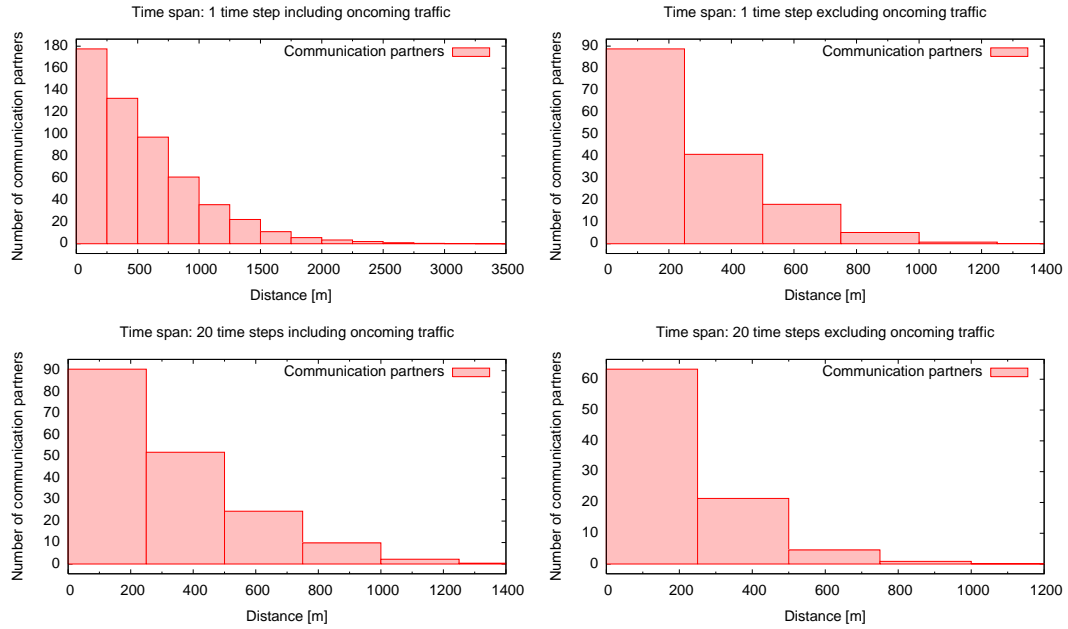 Time span: 1 time step including oncoming traffic
Number of communication partners
180
160
140
120
100
80
60
40
20
0
Communication partners
0 500 1000 1500 2000 2500 3000 3500
Distance [m]
Time span: 1 time step excluding oncoming traffic
Number of communication partners
90
80
70
60
50
40
30
20
10
0
Communication partners
0 200 400 600 800 1000 1200 1400
Distance [m]
Time span: 20 time steps including oncoming traffic
Number of communication partners
90
80
70
60
50
40
30
20
10
0
Communication partners
0 200 400 600 800 1000 1200 1400
Distance [m]
Time span: 20 time steps excluding oncoming traffic
Number of communication partners
60
50
40
30
20
10
0
Communication partners
0 200 400 600 800 1000 1200
Distance [m]